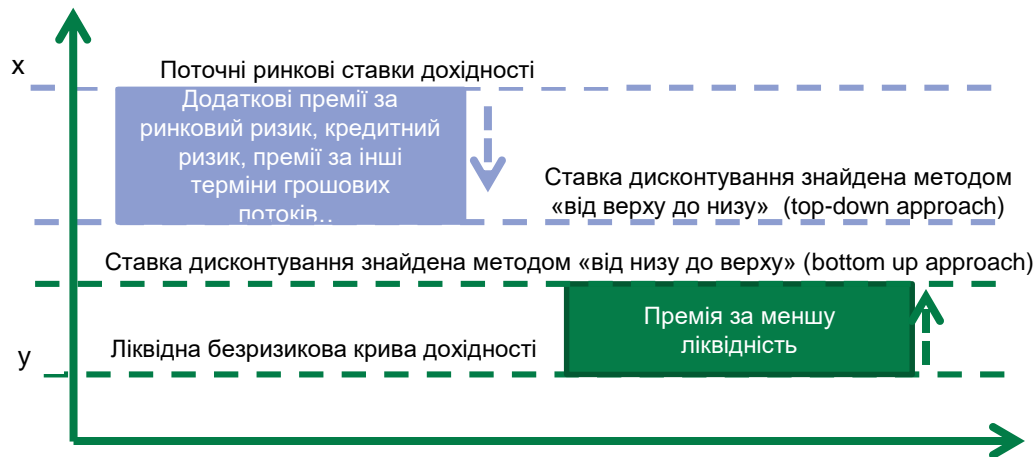 x
Поточні ринкові ставки дохідності
Додаткові премії за
ринковий ризик, кредитний
ризик, премії за інші
терміни грошових
потоків..
Ставка дисконтування знайдена методом
«від верху до низу» (top-down approach)
Ставка дисконтування знайдена методом «від низу до верху» (bottom up approach)
Премія за меншу
ліквідність
Ліквідна безризикова крива дохідності
y